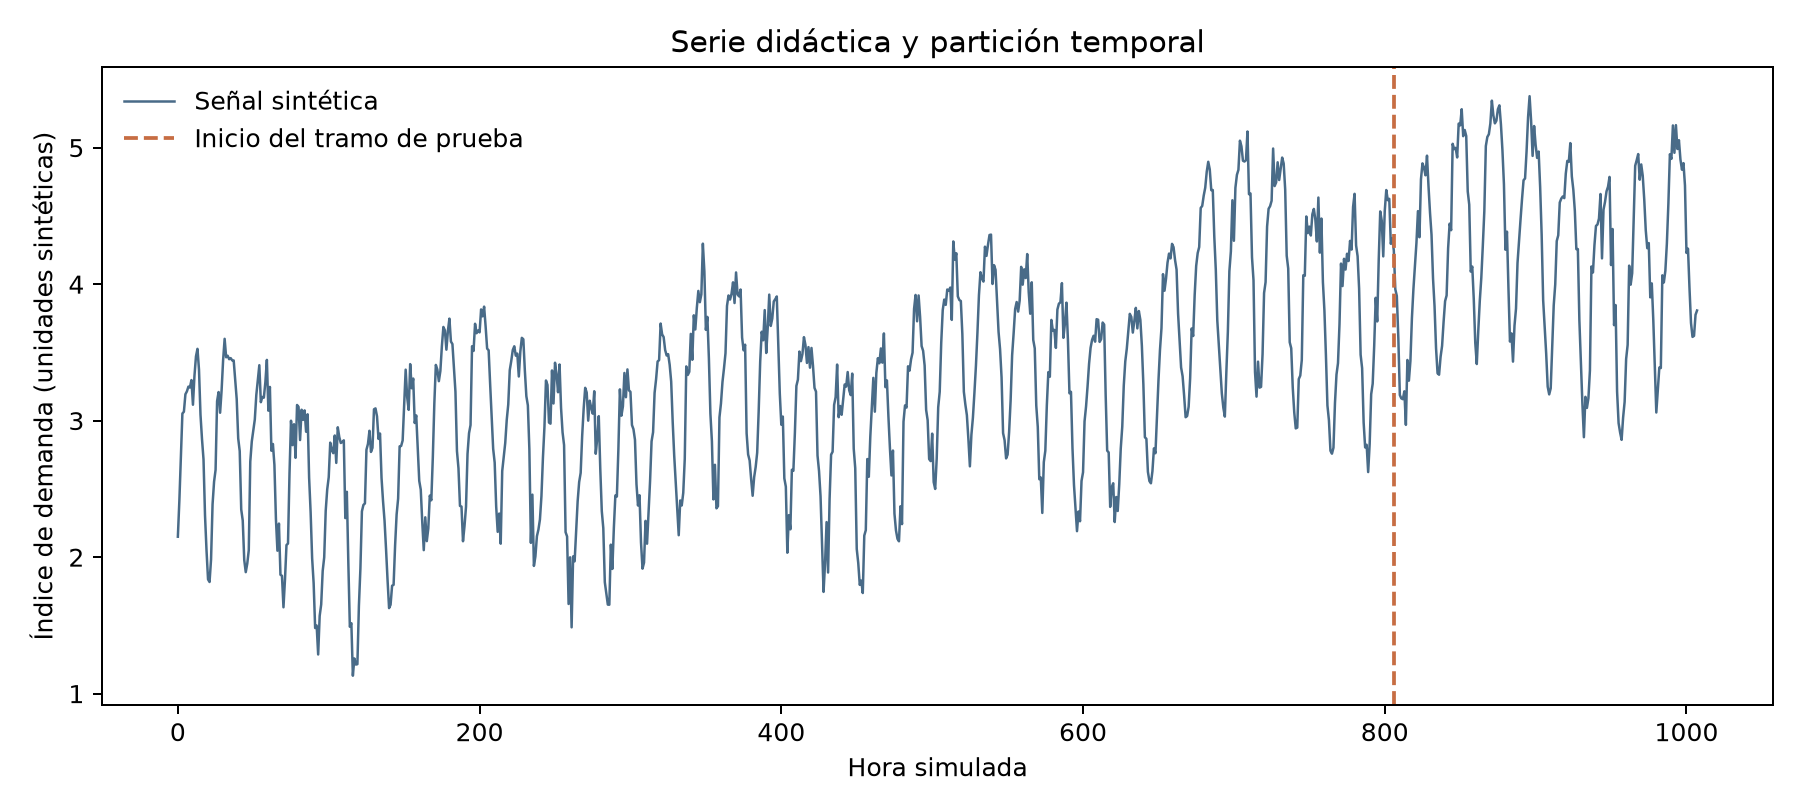 Serie didáctica y partición temporal
Señal sintética
Inicio del tramo de prueba
índice de demanda (unidades sintéticas)
5
4
3
2
1
0 200 400 600 800 1000
Hora simulada